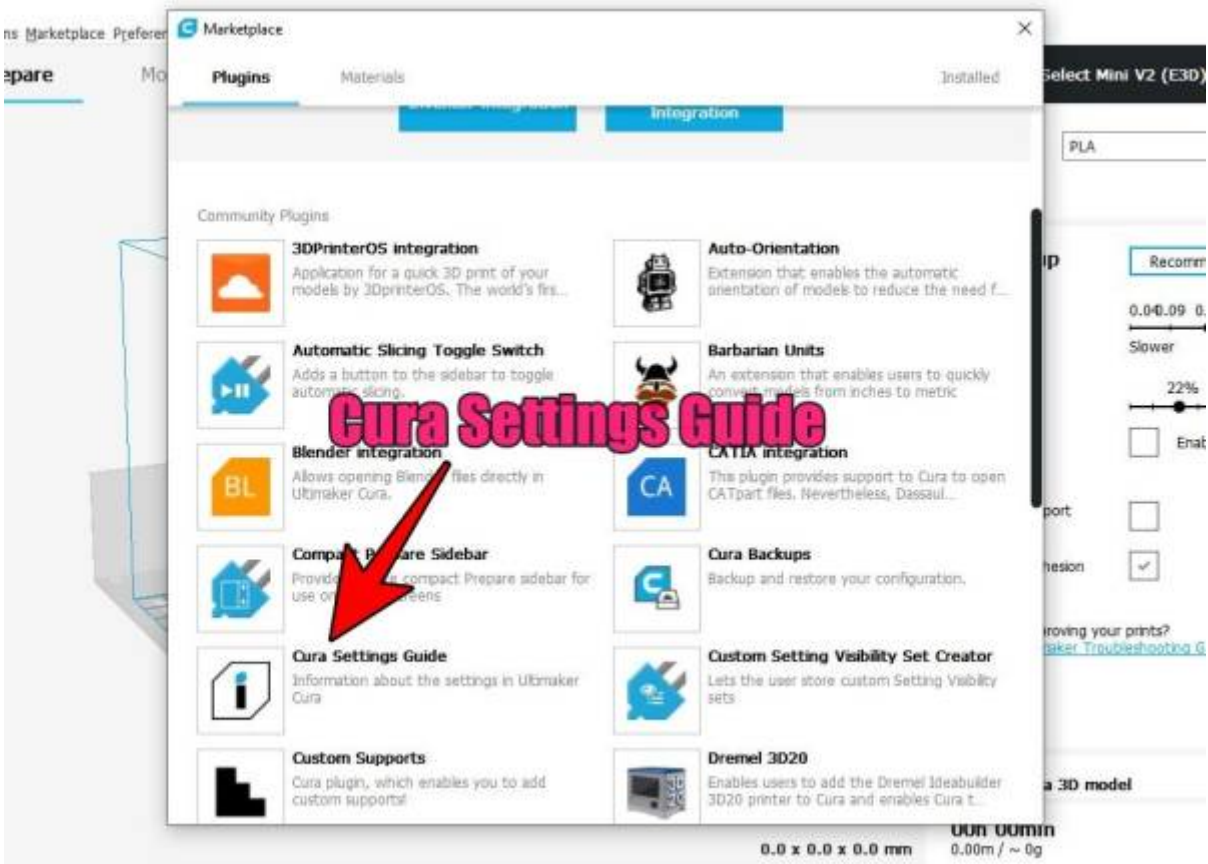 ns Marketplace Preferen
Marketplace
epare
Mo
Plugins
Materials
Installed
Select Mini V2 (E3D)
Integration
PLA
Community Plugins
3DPrinterOS integration
Application for a quick 3D print of your
models by 3DprinterOS. The world's firs...
Auto-Orientation
Extension that enables the automatic
orientation of models to reduce the need f...
up
Recomm
0.04 0.09 0.
Slower
Automatic Slicing Toggle Switch
Adds a button to the sidebar to toggle
automatic slicing.
Barbarian Units
An extension that enables users to quickly
convert models from inches to metric
22%
Cura Settings Guide
Enab
BL
Blender integration
Allows opening Blender files directly in
Ultimaker Cura.
CA
CATIA integration
This plugin provides support to Cura to open
CATpart files. Nevertheless, Dassaul...
port
Compact Prepare Sidebar
Provides compact Prepare sidebar for
use on screens
Cura Backups
Backup and restore your configuration.
hesion
Cura Settings Guide
Information about the settings in Ultimaker
Cura
Custom Setting Visibility Set Creator
Lets the user store custom Setting Visibility
sets
roving your prints?
maker Troubleshooting G
Custom Supports
Cura plugin, which enables you to add
custom supports!
Dremel 3D20
Enables users to add the Dremel Ideabuilder
3D20 printer to Cura and enables Cura t...
a 3D model
00h 00min
0.0 x 0.0 x 0.0 mm
0.00m / ~ 0g